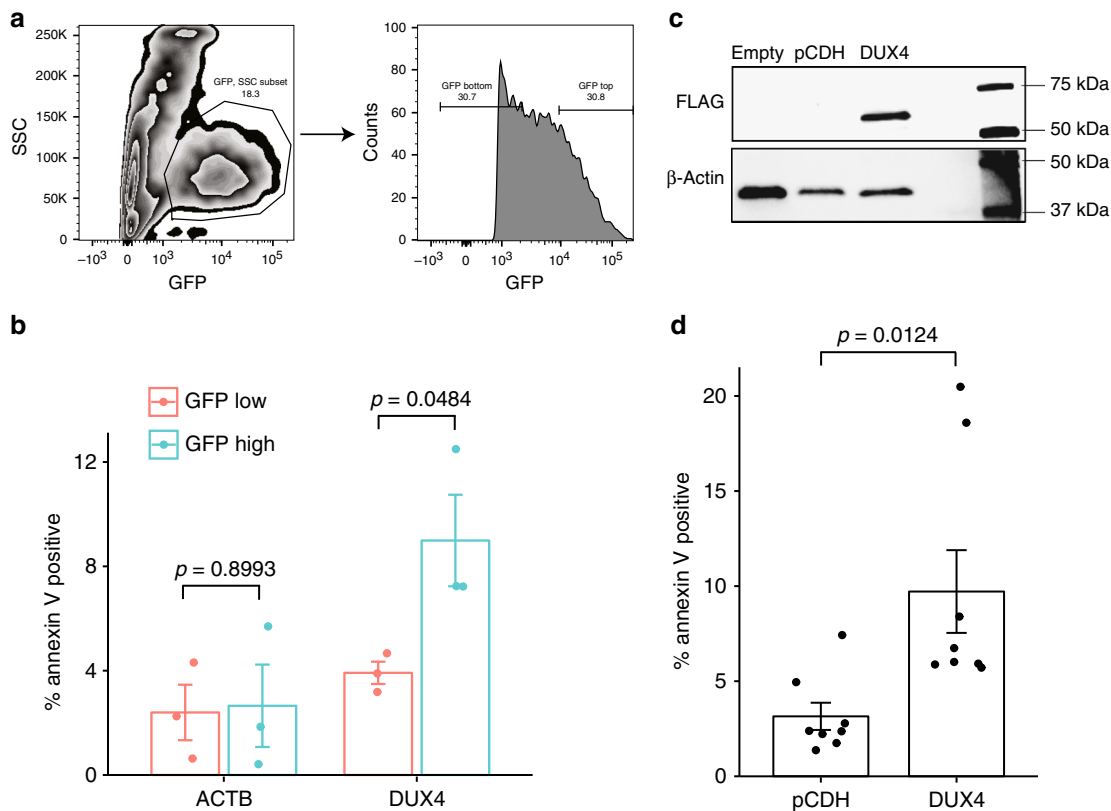 a
250K
200K
150K
100K
50K
0
SSC
GFP, SSC subset
18.3
−10³ 0 10³ 10⁴ 10⁵
GFP
100
80
60
40
20
0
Counts
GFP bottom
30.7
GFP top
30.8
−10³ 0 10³ 10⁴ 10⁵
GFP
c
Empty pCDH DUX4
FLAG
75 kDa
50 kDa
β-Actin
50 kDa
37 kDa
b
GFP low
GFP high
p = 0.0484
p = 0.8993
12
8
4
0
% annexin V positive
ACTB DUX4
d
p = 0.0124
20
15
10
5
0
% annexin V positive
pCDH DUX4